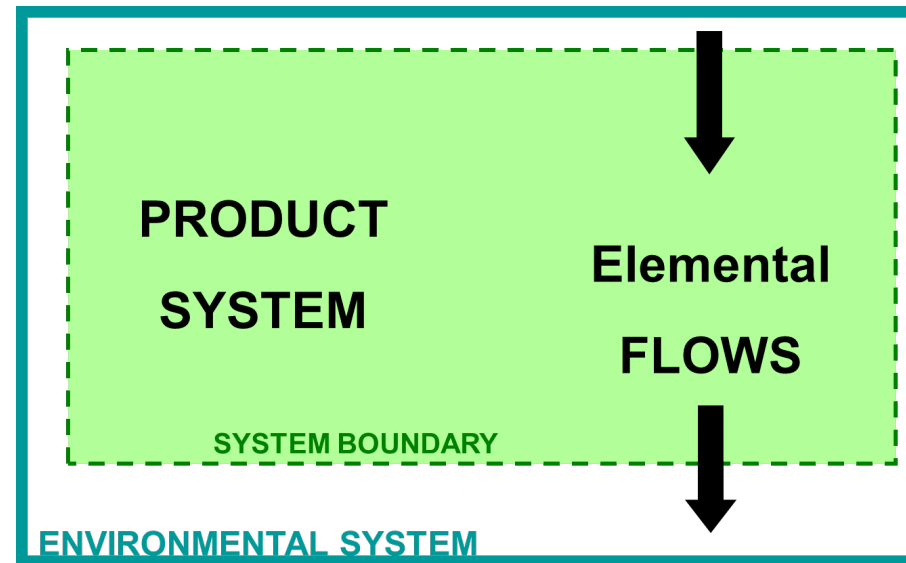 PRODUCT
SYSTEM
Elemental
FLOWS
SYSTEM BOUNDARY
ENVIRONMENTAL SYSTEM